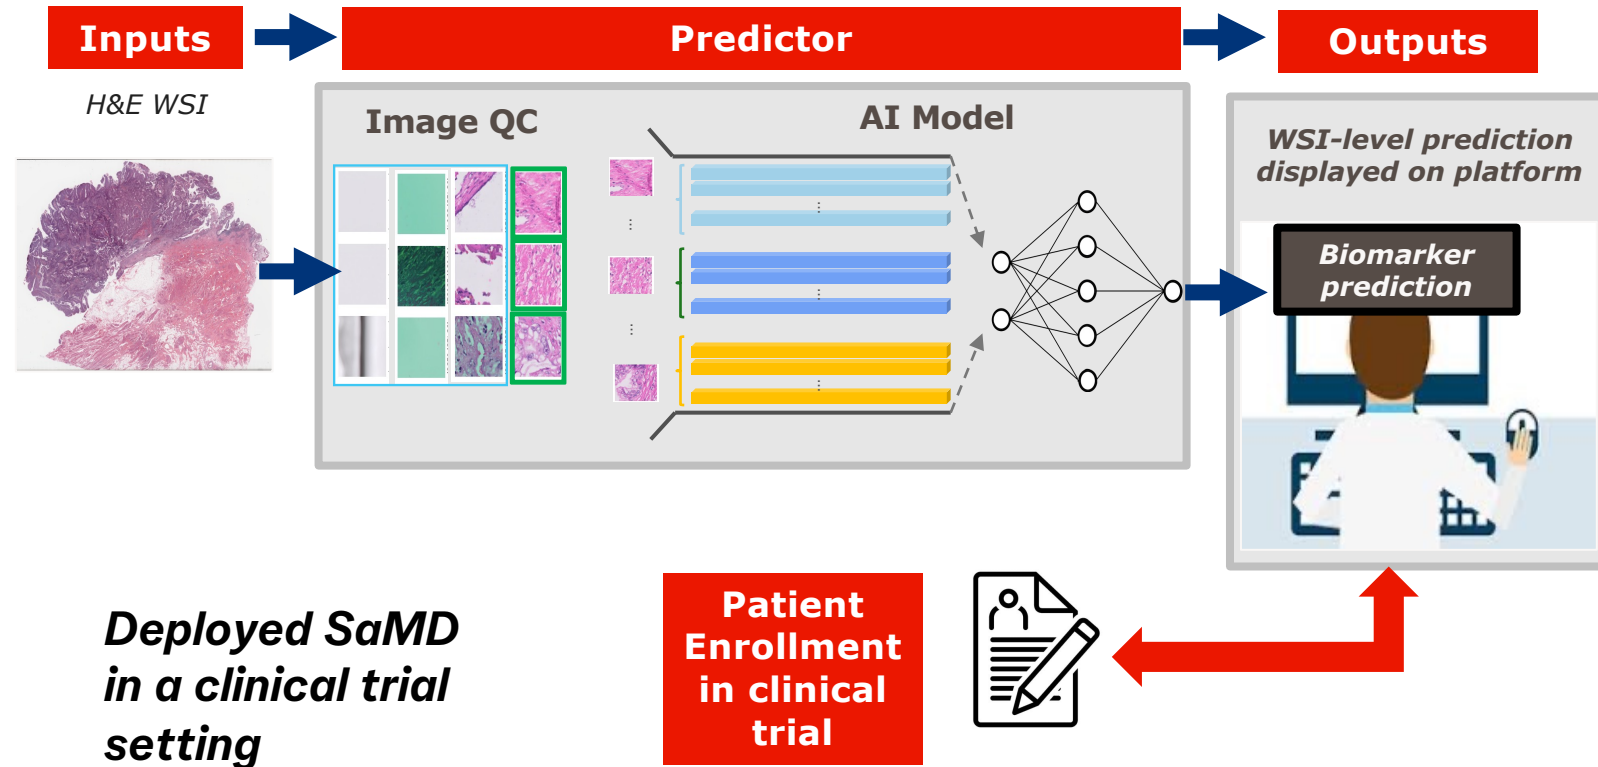 Inputs
Predictor
Outputs
H&E WSI
Image QC
AI Model
WSI-level prediction
displayed on platform
Biomarker
prediction
Deployed SaMD
in a clinical trial
setting
Patient
Enrollment
in clinical
trial